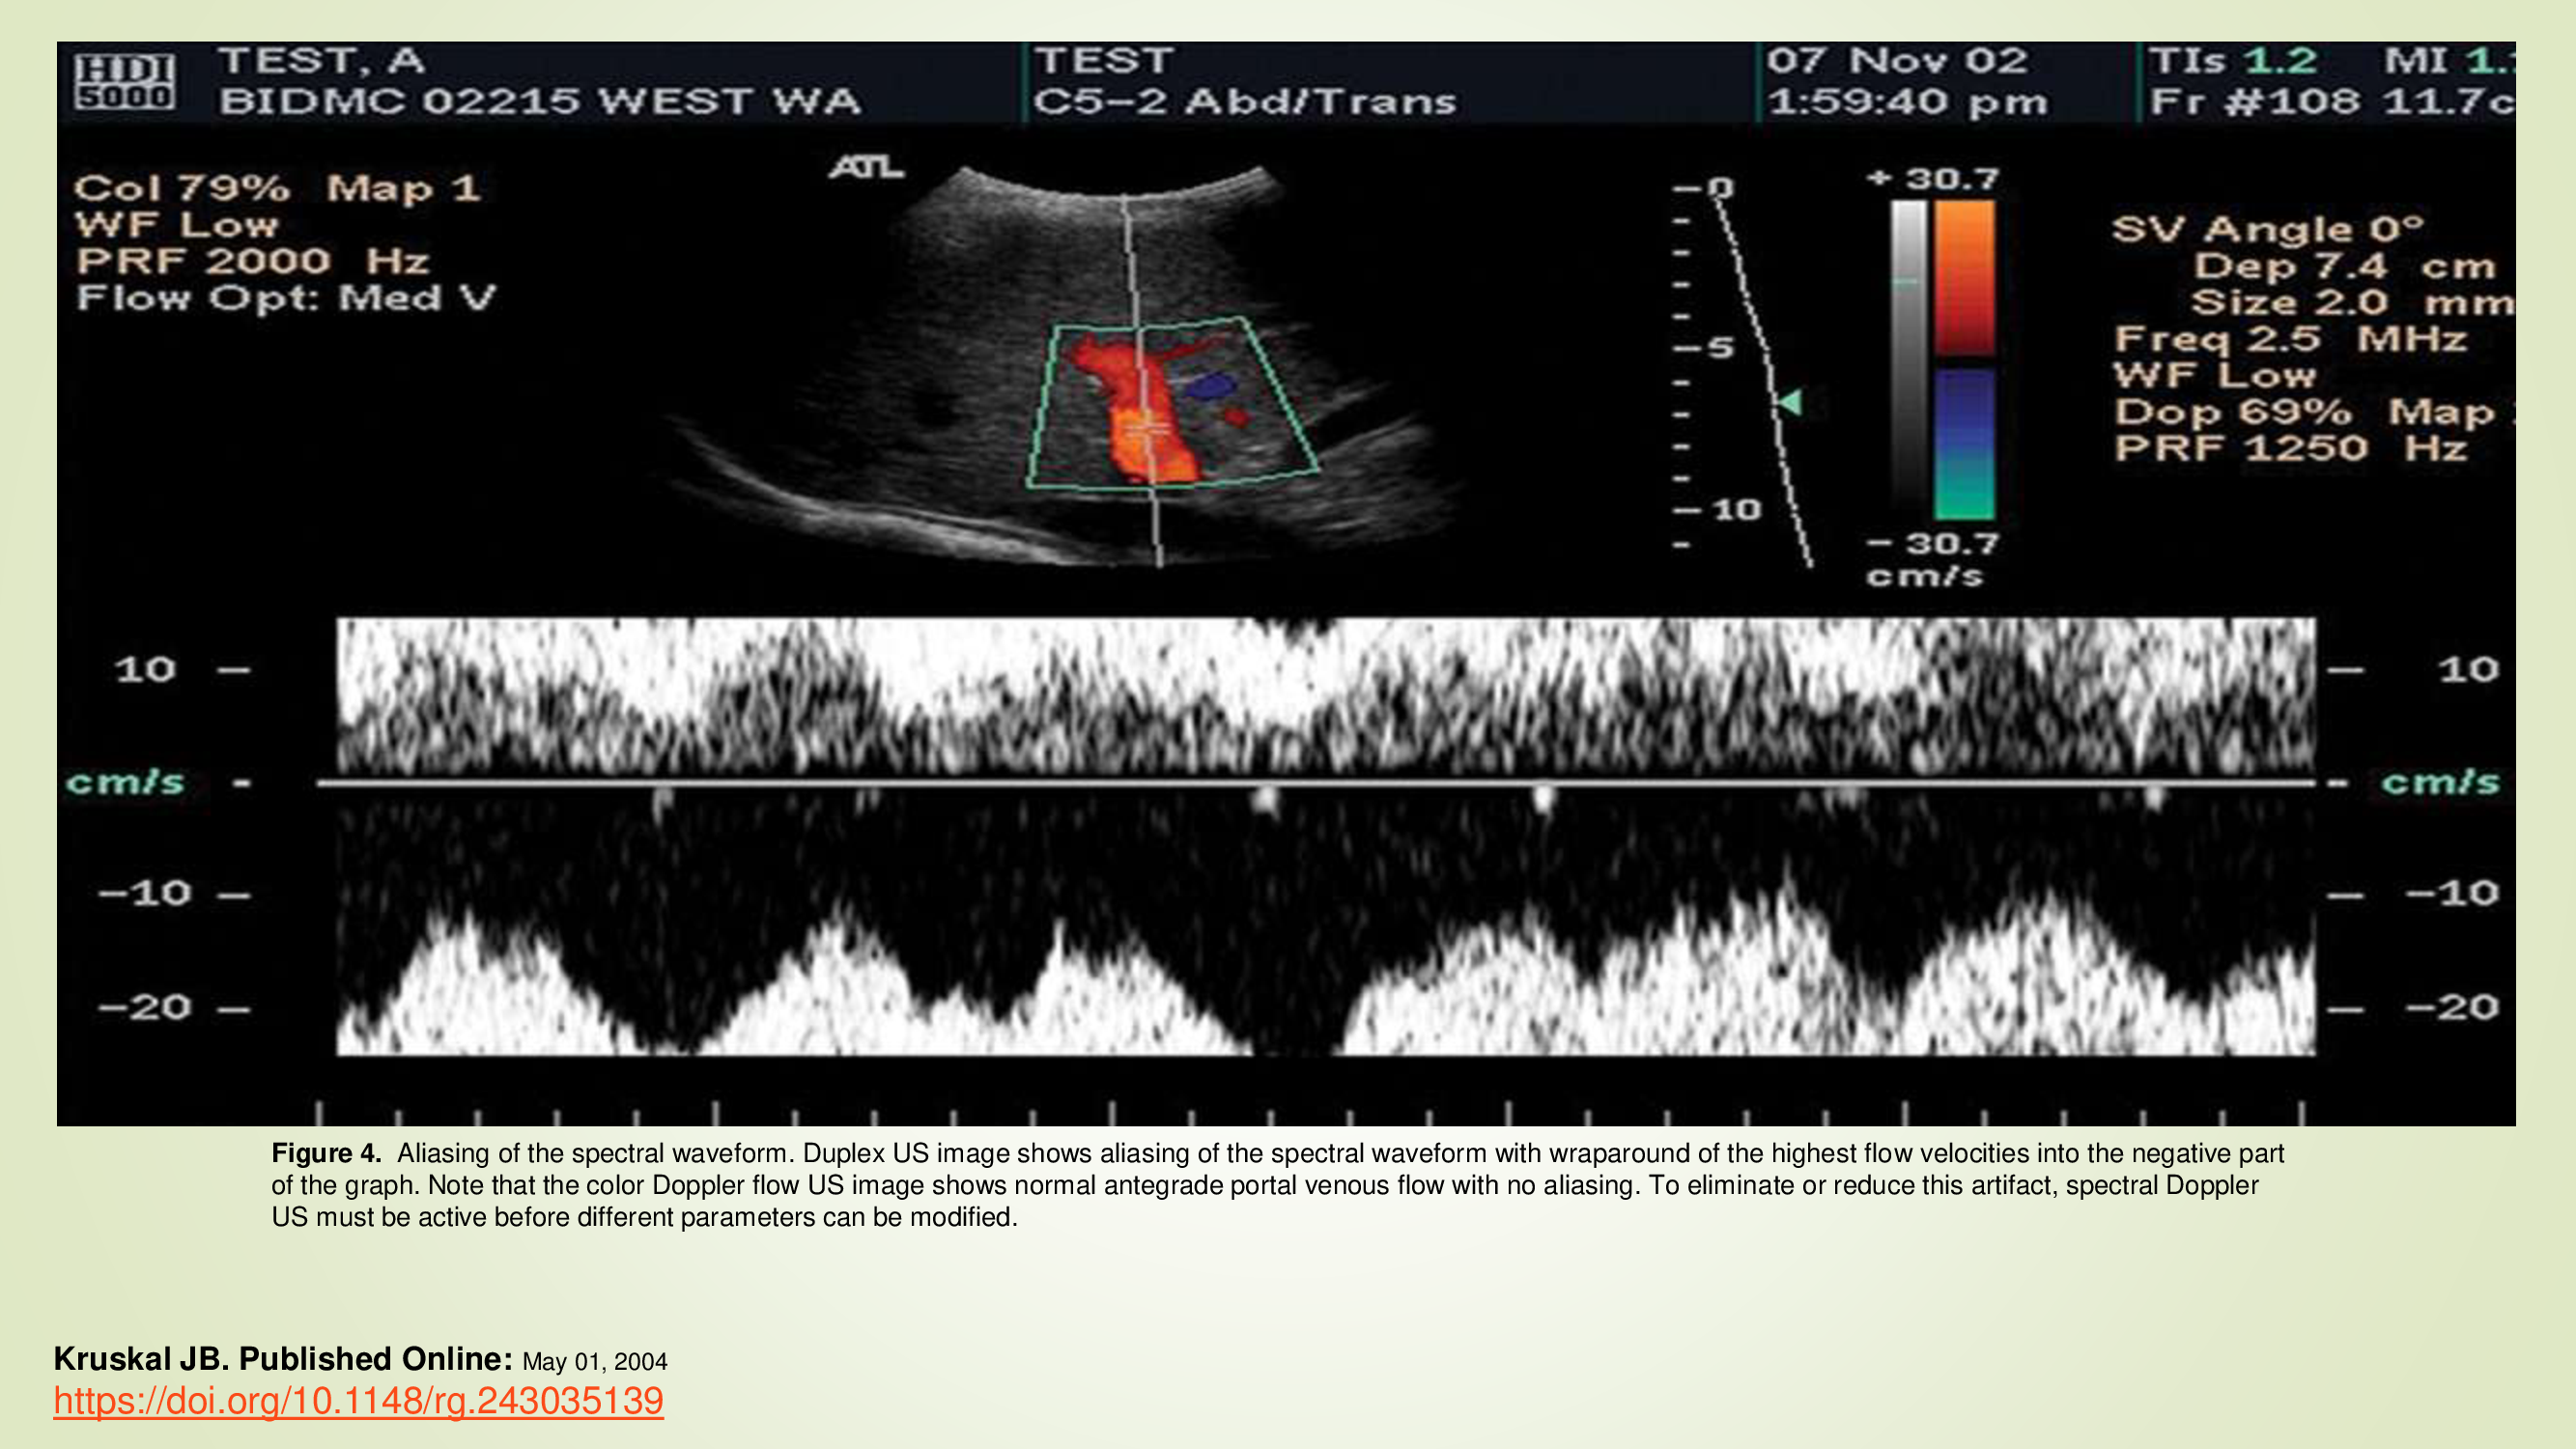 HDI 5000
TEST, A
BIDMC 02215 WEST WA
TEST
C5-2 Abd/Trans
07 Nov 02
1:59:40 pm
TIs 1.2 MI 1.
Fr #108 11.7c
Col 79% Map 1
WF Low
PRF 2000 Hz
Flow Opt: Med V
ATL
0
5
10
+ 30.7
- 30.7
cm/s
SV Angle 0°
Dep 7.4 cm
Size 2.0 mm
Freq 2.5 MHz
WF Low
Dop 69% Map
PRF 1250 Hz
10
cm/s
-10
-20
10
cm/s
-10
-20
Figure 4. Aliasing of the spectral waveform. Duplex US image shows aliasing of the spectral waveform with wraparound of the highest flow velocities into the negative part
of the graph. Note that the color Doppler flow US image shows normal antegrade portal venous flow with no aliasing. To eliminate or reduce this artifact, spectral Doppler
US must be active before different parameters can be modified.
Kruskal JB. Published Online: May 01, 2004
https://doi.org/10.1148/rg.243035139